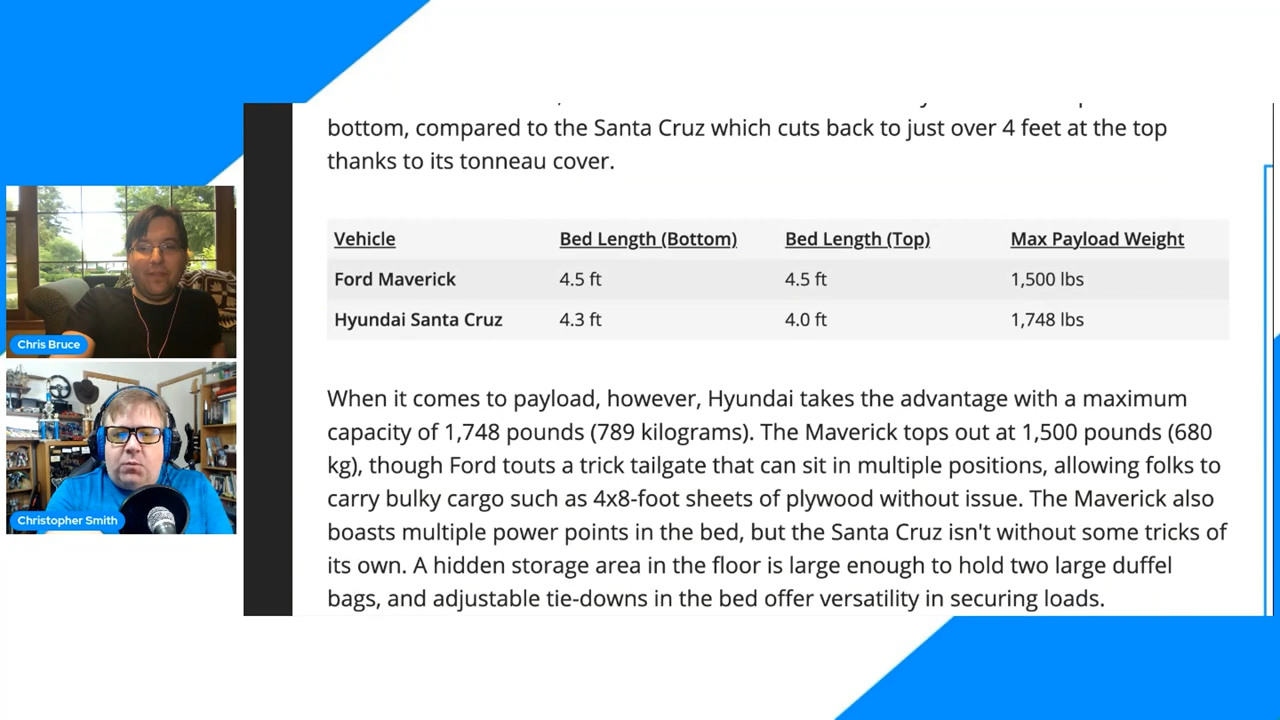 bottom, compared to the Santa Cruz which cuts back to just over 4 feet at the top
thanks to its tonneau cover.
Vehicle Bed Length (Bottom) Bed Length (Top) Max Payload Weight
Ford Maverick 4.5 ft 4.5 ft 1,500 lbs
Hyundai Santa Cruz 4.3 ft 4.0 ft 1,748 lbs
When it comes to payload, however, Hyundai takes the advantage with a maximum
capacity of 1,748 pounds (789 kilograms). The Maverick tops out at 1,500 pounds (680
kg), though Ford touts a trick tailgate that can sit in multiple positions, allowing folks to
carry bulky cargo such as 4x8-foot sheets of plywood without issue. The Maverick also
boasts multiple power points in the bed, but the Santa Cruz isn't without some tricks of
its own. A hidden storage area in the floor is large enough to hold two large duffel
bags, and adjustable tie-downs in the bed offer versatility in securing loads.
Chris Bruce
Christopher Smith